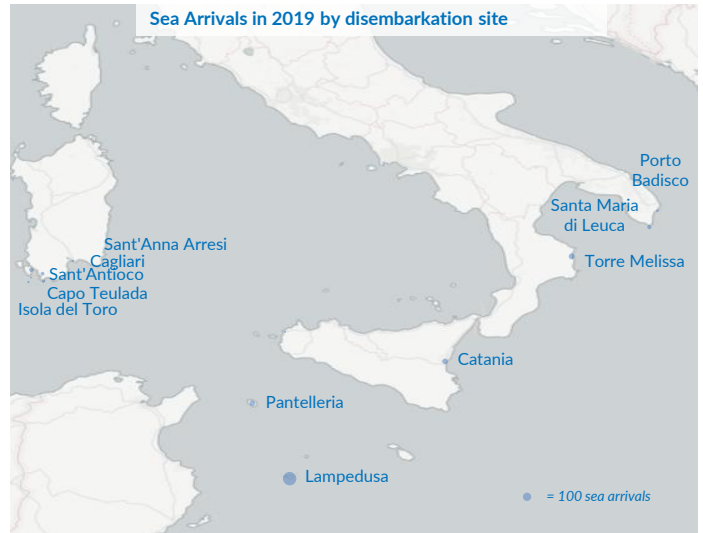 Sea Arrivals in 2019 by disembarkation site
Porto
Badisco
Santa Maria
di Leuca
Sant'Anna Arresi
Cagliari
Sant'Antioco
Capo Teulada
Isola del Toro
Torre Melissa
Catania
Pantelleria
Lampedusa
= 100 sea arrivals